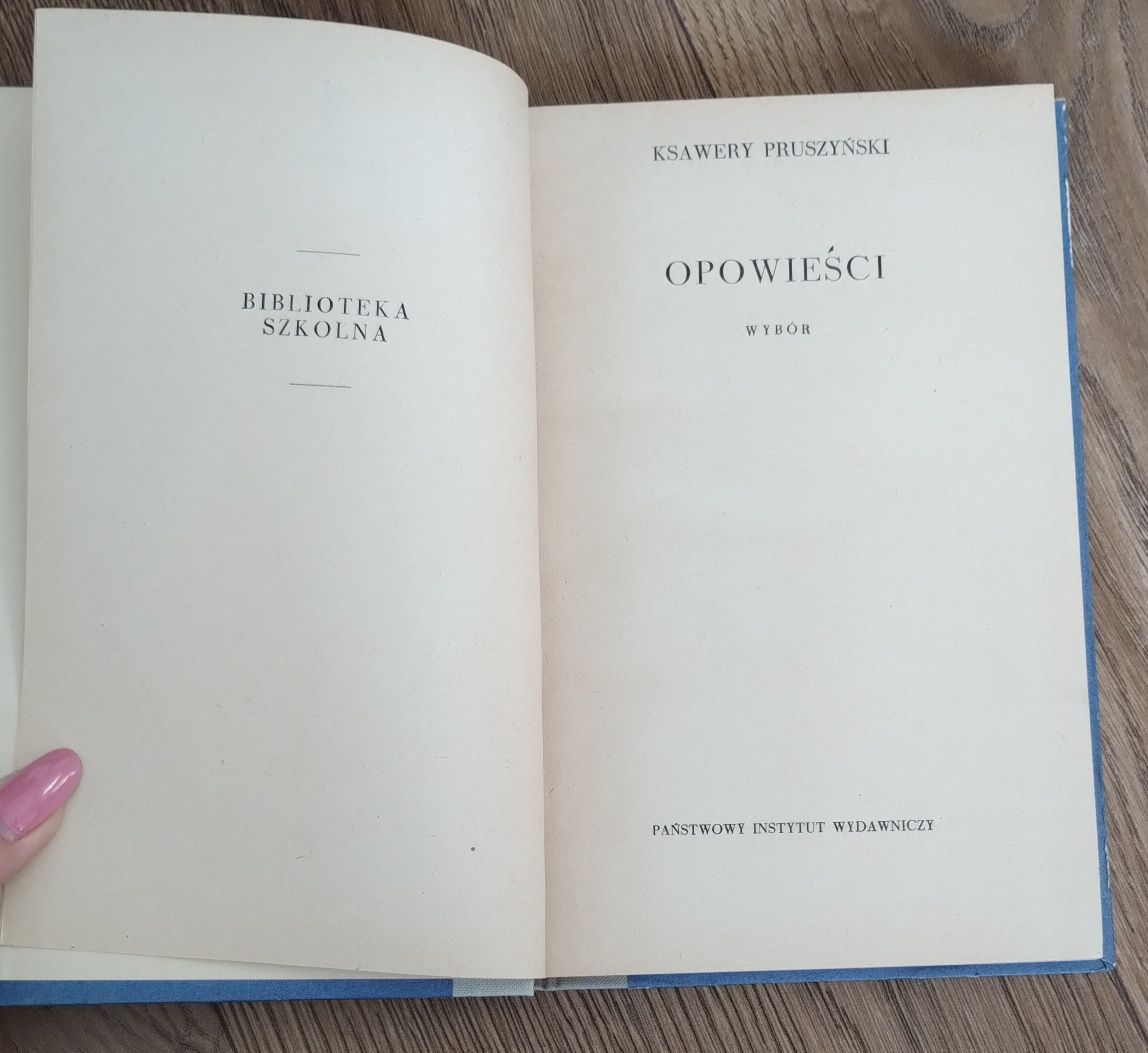 BIBLIOTEKA
SZKOLNA
KSAWERY PRUSZYŃSKI
OPOWIEŚCI
WYBÓR
PAŃSTWOWY INSTYTUT WYDAWNICZY